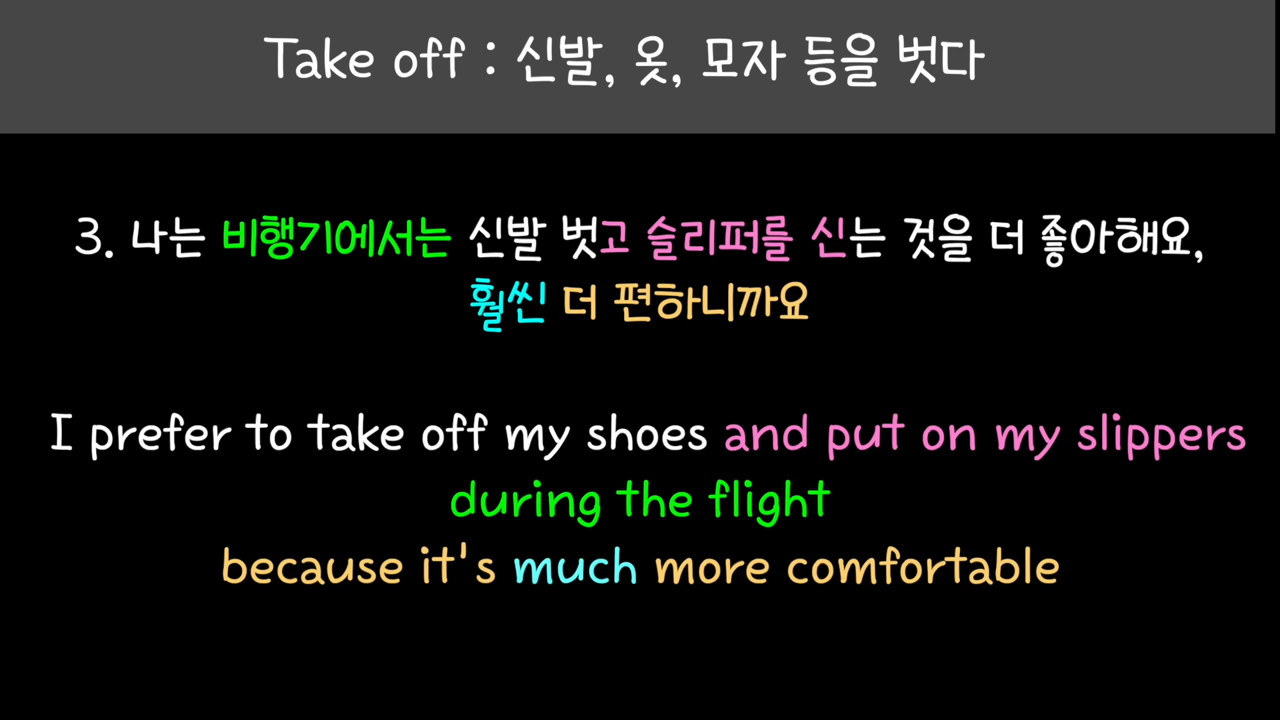 Take off : 신발, 옷, 모자 등을 벗다
3. 나는 비행기에서는 신발 벗고 슬리퍼를 신는 것을 더 좋아해요,
훨씬 더 편하니까요
I prefer to take off my shoes and put on my slippers
during the flight
because it's much more comfortable